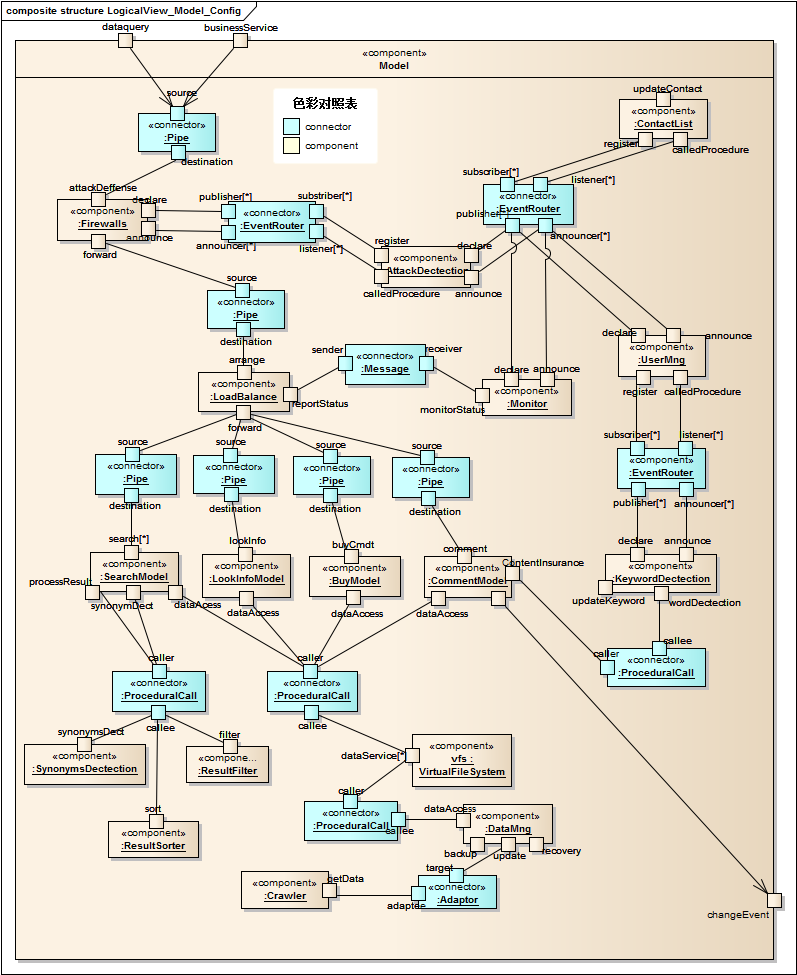 composite structure LogicalView_Model_Config
dataquery
businessService
«component»
Model
source
色彩对照表
connector
component
updateContact
«connector»
:Pipe
destination
«component»
:ContactList
register
calledProcedure
attackDeffense
declare
«component»
:Firewalls
announce
forward
publisher[*]
substriber[*]
«connector»
:EventRouter
announcer[*]
listener[*]
subscriber[*]
listener[*]
«connector»
:EventRouter
publisher[
announcer[*]
register
declare
«component»
AttackDectection
calledProcedure
announce
source
«connector»
:Pipe
destination
declare
announce
«component»
:UserMng
register
calledProcedure
arrange
«component»
:LoadBalance
reportStatus
forward
sender
receiver
«connector»
:Message
declare
announce
«component»
:Monitor
monitorStatus
source
«connector»
:Pipe
destination
source
«connector»
:Pipe
destination
source
«connector»
:Pipe
destination
source
«connector»
:Pipe
destination
subscriber[*]
listener[*]
«component»
:EventRouter
publisher[*]
announcer[*]
search[*]
«component»
:SearchModel
processResult
synonymDect
dataAcess
lookInfo
«component»
:LookInfoModel
dataAccess
buyCmdt
«component»
:BuyModel
dataAccess
comment
ContentInsurance
«component»
:CommentModel
dataAccess
declare
announce
«component»
:KeywordDectection
updateKeyword
wordDectection
caller
«connector»
:ProceduralCall
callee
caller
«connector»
:ProceduralCall
callee
callee
caller
«connector»
:ProceduralCall
synonymsDect
«component»
:SynonymsDectection
filter
«compone...
:ResultFilter
sort
«component»
:ResultSorter
dataService[*]
«component»
vfs :
VirtualFileSystem
caller
«connector»
:ProceduralCall
callee
dataAccess
«component»
:DataMng
backup
update
recovery
target
«connector»
:Adaptor
adaptee
getData
«component»
:Crawler
changeEvent